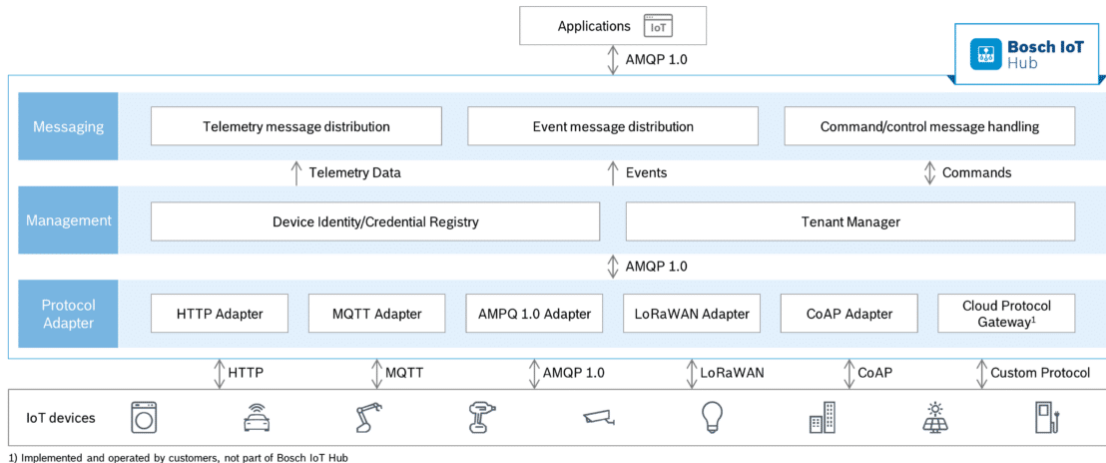 Applications
IoT
AMQP 1.0
Bosch IoT
Hub
Messaging
Telemetry message distribution
Event message distribution
Command/control message handling
Telemetry Data
Events
Commands
Management
Device Identity/Credential Registry
Tenant Manager
AMQP 1.0
Protocol
Adapter
HTTP Adapter
MQTT Adapter
AMPQ 1.0 Adapter
LoRaWAN Adapter
CoAP Adapter
Cloud Protocol
Gateway¹
HTTP
MQTT
AMQP 1.0
LoRaWAN
CoAP
Custom Protocol
IoT devices
1) Implemented and operated by customers, not part of Bosch IoT Hub